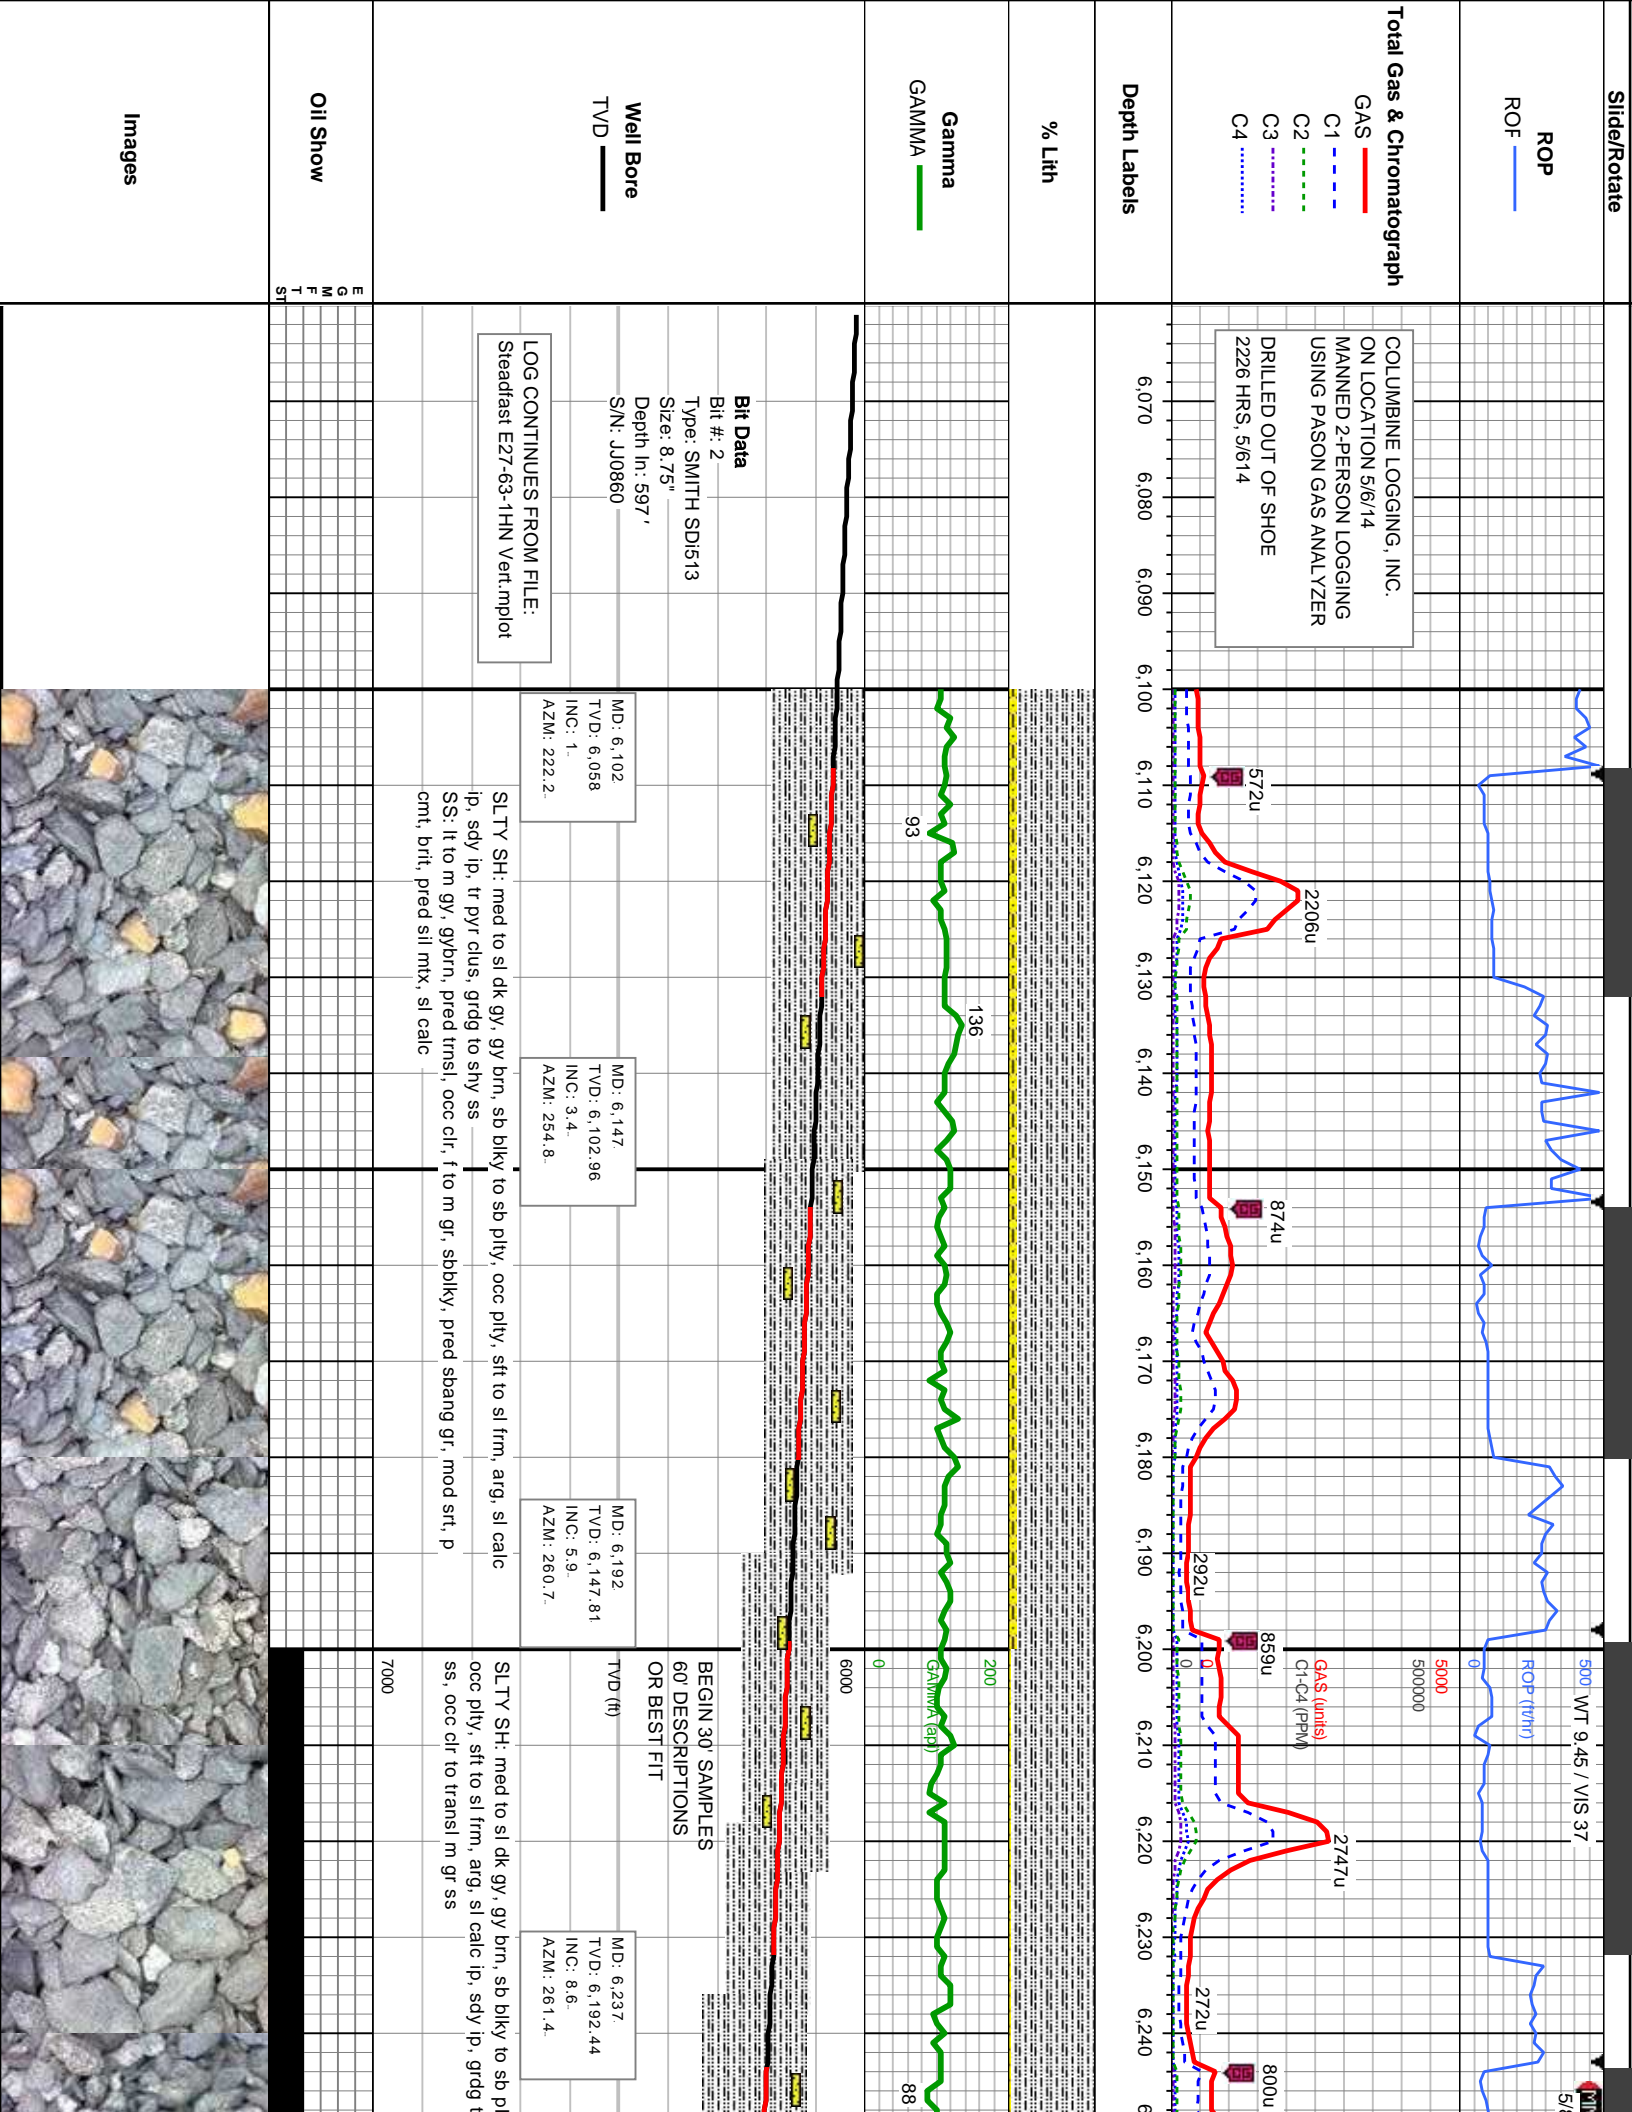 Slide/Rotate
ROP
ROF
Total Gas & Chromatograph
GAS
C1
C2
C3
C4
Depth Labels
% Lith
Gamma
GAMMA
Well Bore
TVD
Oil Show
E
G
M
F
T
ST
Images
COLUMBINE LOGGING, INC.
ON LOCATION 5/6/14
MANNED 2-PERSON LOGGING
USING PASON GAS ANALYZER
DRILLED OUT OF SHOE
2226 HRS, 5/614
500
ROP (ft/hr)
0
WT 9.45 / VIS 37
572u
2206u
874u
292u
859u
2747u
272u
800u
5000
500000
GAS (units)
C1-C4 (PPM)
0
0
6,070
6,080
6,090
6,100
6,110
6,120
6,130
6,140
6,150
6,160
6,170
6,180
6,190
6,200
6,210
6,220
6,230
6,240
93
136
88
200
GAMMA (api)
0
Bit Data
Bit #: 2
Type: SMITH SDi513
Size: 8.75"
Depth In: 597'
S/N: JJ0860
LOG CONTINUES FROM FILE:
Steadfast E27-63-1HN Vert.mplot
MD: 6,102
TVD: 6,058
INC: 1
AZM: 222.2
MD: 6,147
TVD: 6,102.96
INC: 3.4
AZM: 254.8
MD: 6,192
TVD: 6,147.81
INC: 5.9
AZM: 260.7
MD: 6,237
TVD: 6,192.44
INC: 8.6
AZM: 261.4
6000
TVD (ft)
7000
BEGIN 30' SAMPLES
60' DESCRIPTIONS
OR BEST FIT
SLTY SH: med to sl dk gy, gy brn, sb blky to sb plty, occ plty, sft to sl frm, arg, sl calc
ip, sdy ip, tr pyr clus, grdg to shy ss
SS: lt to m gy, gybrn, pred trnsl, occ clr, f to m gr, sbblky, pred sbang gr, mod srt, p
cmt, brit, pred sil mtx, sl calc
SLTY SH: med to sl dk gy, gy brn, sb blky to sb pl
occ plty, sft to sl frm, arg, sl calc ip, sdy ip, grdg t
ss, occ clr to transl m gr ss